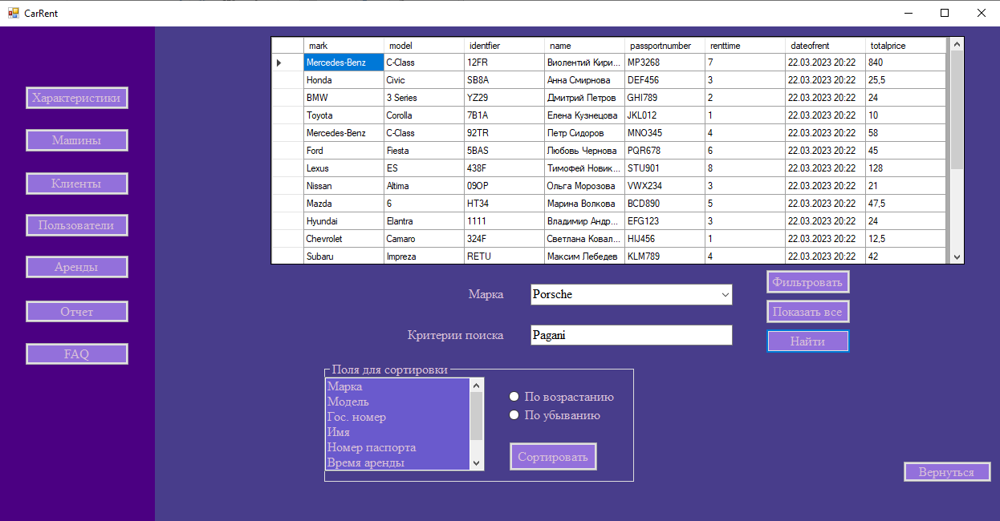 CarRent
mark model identfier name passportnumber renttime dateofrent totalprice
Mercedes-Benz C-Class 12FR Виолентий Кири... MP3268 7 22.03.2023 20:22 840
Honda Civic SB8A Анна Смирнова DEF456 3 22.03.2023 20:22 25,5
BMW 3 Series YZ29 Дмитрий Петров GHI789 2 22.03.2023 20:22 24
Toyota Corolla 7B1A Елена Кузнецова JKL012 1 22.03.2023 20:22 10
Mercedes-Benz C-Class 92TR Петр Сидоров MNO345 4 22.03.2023 20:22 58
Ford Fiesta 5BAS Любовь Чернова PQR678 6 22.03.2023 20:22 45
Lexus ES 438F Тимофей Новик... STU901 8 22.03.2023 20:22 128
Nissan Altima 09OP Ольга Морозова VWX234 3 22.03.2023 20:22 21
Mazda 6 HT34 Марина Волкова BCD890 5 22.03.2023 20:22 47,5
Hyundai Elantra 1111 Владимир Андр... EFG123 3 22.03.2023 20:22 24
Chevrolet Camaro 324F Светлана Ковал... HIJ456 1 22.03.2023 20:22 12,5
Subaru Impreza RETU Максим Лебедев KLM789 4 22.03.2023 20:22 42
Характеристики
Машины
Клиенты
Пользователи
Аренды
Отчет
FAQ
Марка Porsche
Критерии поиска Pagani
Фильтровать
Показать все
Найти
Поля для сортировки
Марка
Модель
Гос. номер
Имя
Номер паспорта
Время аренды
По возрастанию
По убыванию
Сортировать
Вернуться